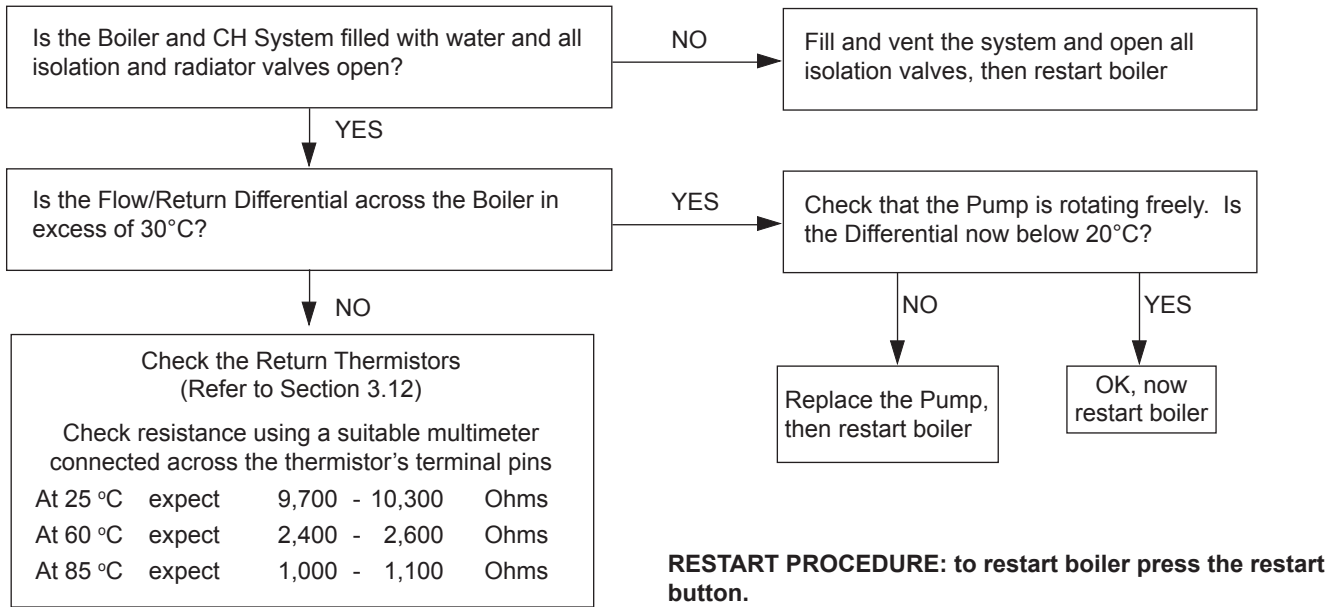 Is the Boiler and CH System filled with water and all
isolation and radiator valves open?
NO
Fill and vent the system and open all
isolation valves, then restart boiler
YES
Is the Flow/Return Differential across the Boiler in
excess of 30°C?
YES
Check that the Pump is rotating freely. Is
the Differential now below 20°C?
NO
NO
YES
Check the Return Thermistors
(Refer to Section 3.12)
Check resistance using a suitable multimeter
connected across the thermistor's terminal pins
At 25 °C expect 9,700 - 10,300 Ohms
At 60 °C expect 2,400 - 2,600 Ohms
At 85 °C expect 1,000 - 1,100 Ohms
Replace the Pump,
then restart boiler
OK, now
restart boiler
RESTART PROCEDURE: to restart boiler press the restart
button.